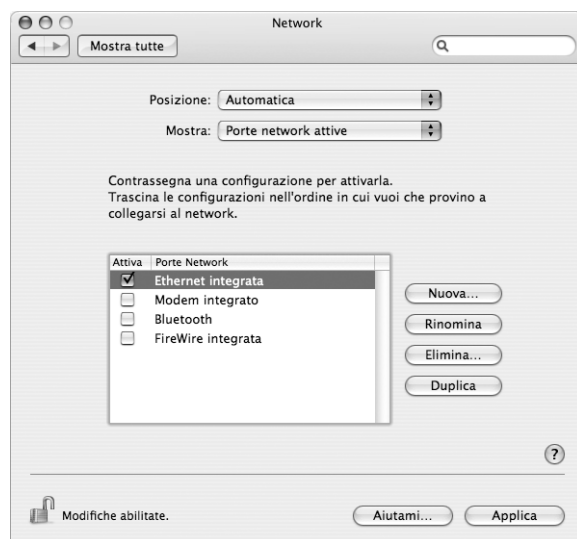 Network
Mostra tutte
Posizione: Automatica
Mostra: Porte network attive
Contrassegna una configurazione per attivarla.
Trascina le configurazioni nell'ordine in cui vuoi che provino a
collegarsi al network.
Attiva Porte Network
Ethernet integrata
Modem integrato
Bluetooth
FireWire integrata
Nuova...
Rinomina
Elimina...
Duplica
?
Modifiche abilitate.
Aiutami... Applica